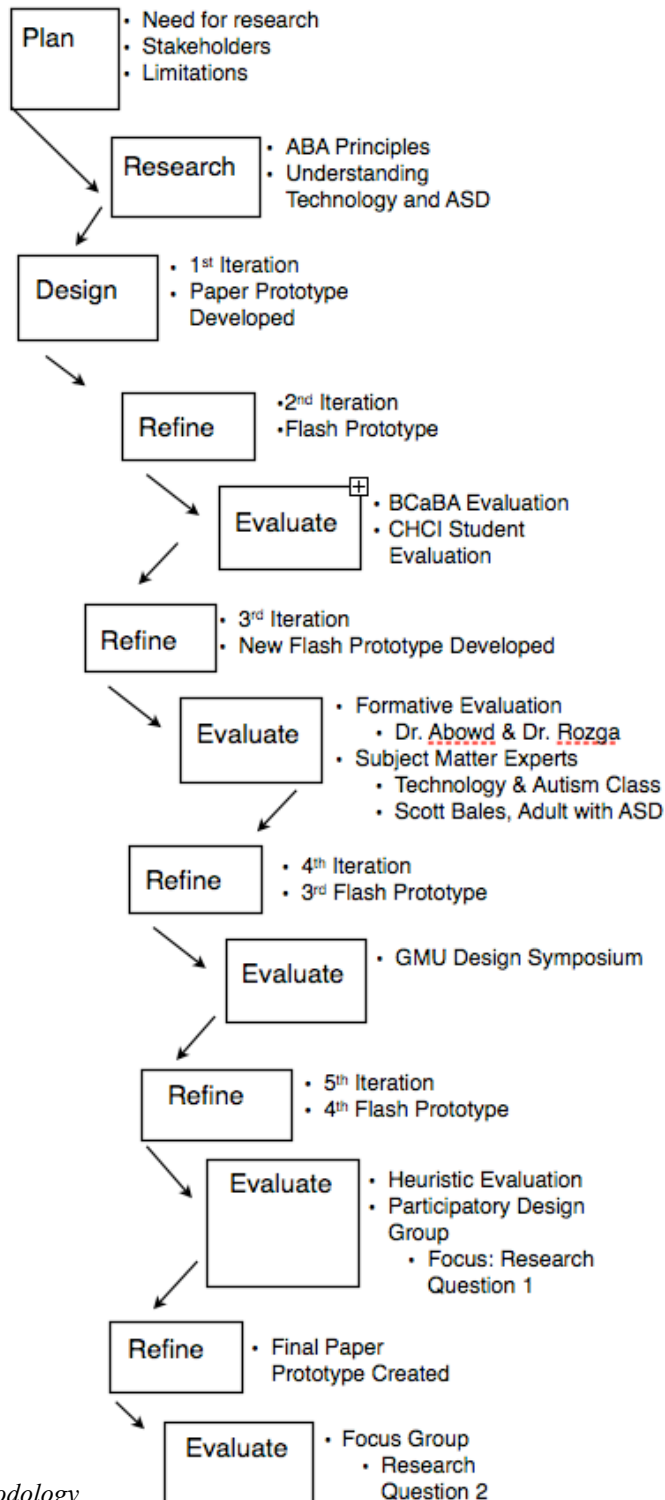 Plan
• Need for research
• Stakeholders
• Limitations
Research
• ABA Principles
• Understanding
Technology and ASD
Design
• 1st Iteration
• Paper Prototype
Developed
Refine
•2nd Iteration
•Flash Prototype
Evaluate
• BCaBA Evaluation
• CHCI Student
Evaluation
Refine
• 3rd Iteration
• New Flash Prototype Developed
Evaluate
• Formative Evaluation
• Dr. Abowd & Dr. Rozga
• Subject Matter Experts
• Technology & Autism Class
• Scott Bales, Adult with ASD
Refine
• 4th Iteration
• 3rd Flash Prototype
Evaluate
• GMU Design Symposium
Refine
• 5th Iteration
• 4th Flash Prototype
Evaluate
• Heuristic Evaluation
• Participatory Design
Group
• Focus: Research
Question 1
Refine
• Final Paper
Prototype Created
Evaluate
• Focus Group
• Research
Question 2
odology